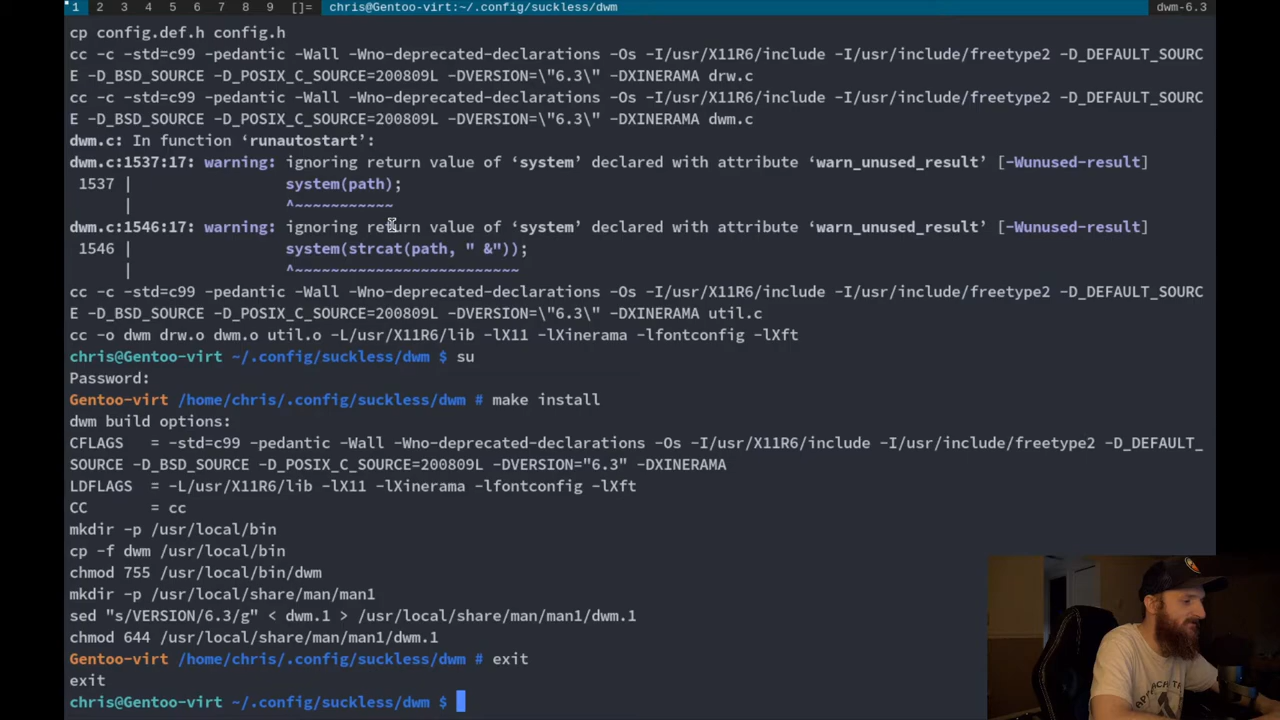 1 2 3 4 5 6 7 8 9 []= chris@Gentoo-virt:~/.config/suckless/dwm dwm-6.3
cp config.def.h config.h
cc -c -std=c99 -pedantic -Wall -Wno-deprecated-declarations -Os -I/usr/X11R6/include -I/usr/include/freetype2 -D_DEFAULT_SOURC
E -D_BSD_SOURCE -D_POSIX_C_SOURCE=200809L -DVERSION=\"6.3\" -DXINERAMA drw.c
cc -c -std=c99 -pedantic -Wall -Wno-deprecated-declarations -Os -I/usr/X11R6/include -I/usr/include/freetype2 -D_DEFAULT_SOURC
E -D_BSD_SOURCE -D_POSIX_C_SOURCE=200809L -DVERSION=\"6.3\" -DXINERAMA dwm.c
dwm.c: In function ‘runautostart’:
dwm.c:1537:17: warning: ignoring return value of ‘system’ declared with attribute ‘warn_unused_result’ [-Wunused-result]
1537 | system(path);
| ^~~~~~~~~~~~
dwm.c:1546:17: warning: ignoring return value of ‘system’ declared with attribute ‘warn_unused_result’ [-Wunused-result]
1546 | system(strcat(path, " &"));
| ^~~~~~~~~~~~~~~~~~~~~~~~~~
cc -c -std=c99 -pedantic -Wall -Wno-deprecated-declarations -Os -I/usr/X11R6/include -I/usr/include/freetype2 -D_DEFAULT_SOURC
E -D_BSD_SOURCE -D_POSIX_C_SOURCE=200809L -DVERSION=\"6.3\" -DXINERAMA util.c
cc -o dwm drw.o dwm.o util.o -L/usr/X11R6/lib -lX11 -lXinerama -lfontconfig -lXft
chris@Gentoo-virt ~/.config/suckless/dwm $ su
Password:
Gentoo-virt /home/chris/.config/suckless/dwm # make install
dwm build options:
CFLAGS = -std=c99 -pedantic -Wall -Wno-deprecated-declarations -Os -I/usr/X11R6/include -I/usr/include/freetype2 -D_DEFAULT_
SOURCE -D_BSD_SOURCE -D_POSIX_C_SOURCE=200809L -DVERSION="6.3" -DXINERAMA
LDFLAGS = -L/usr/X11R6/lib -lX11 -lXinerama -lfontconfig -lXft
CC = cc
mkdir -p /usr/local/bin
cp -f dwm /usr/local/bin
chmod 755 /usr/local/bin/dwm
mkdir -p /usr/local/share/man/man1
sed "s/VERSION/6.3/g" < dwm.1 > /usr/local/share/man/man1/dwm.1
chmod 644 /usr/local/share/man/man1/dwm.1
Gentoo-virt /home/chris/.config/suckless/dwm # exit
exit
chris@Gentoo-virt ~/.config/suckless/dwm $